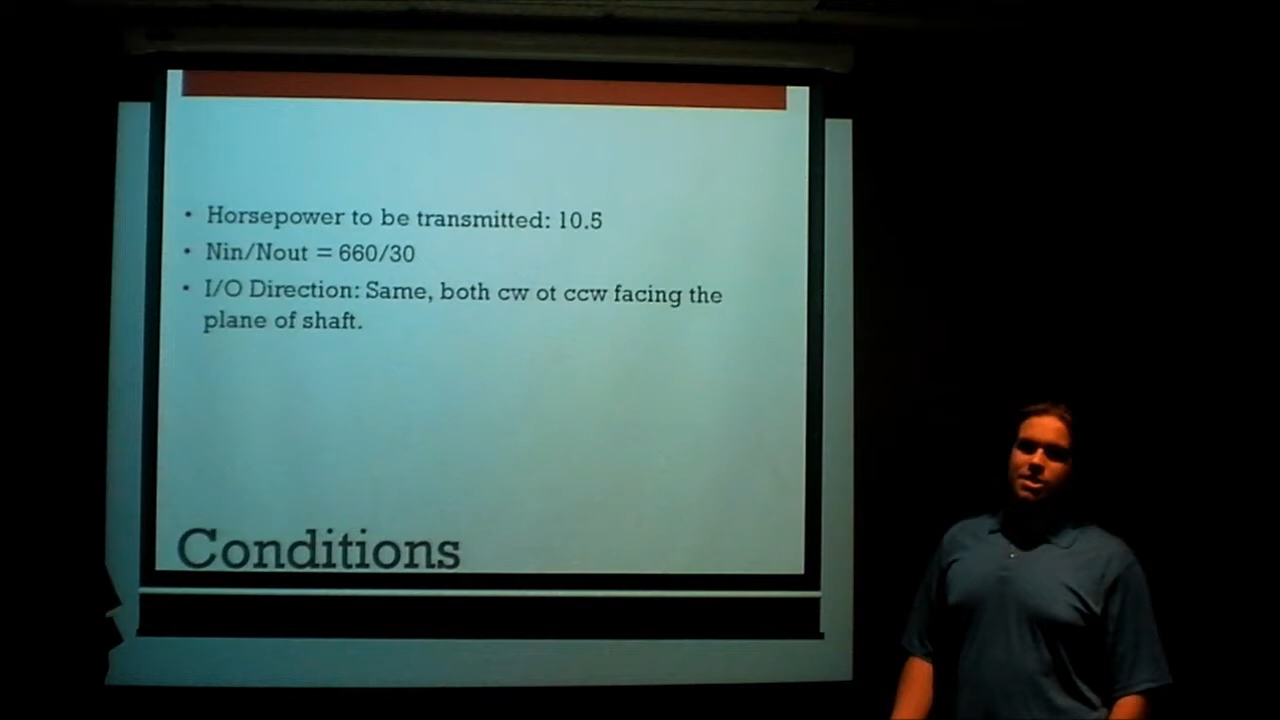 • Horsepower to be transmitted: 10.5
• Nin/Nout = 660/30
• I/O Direction: Same, both cw ot ccw facing the
plane of shaft.
Conditions